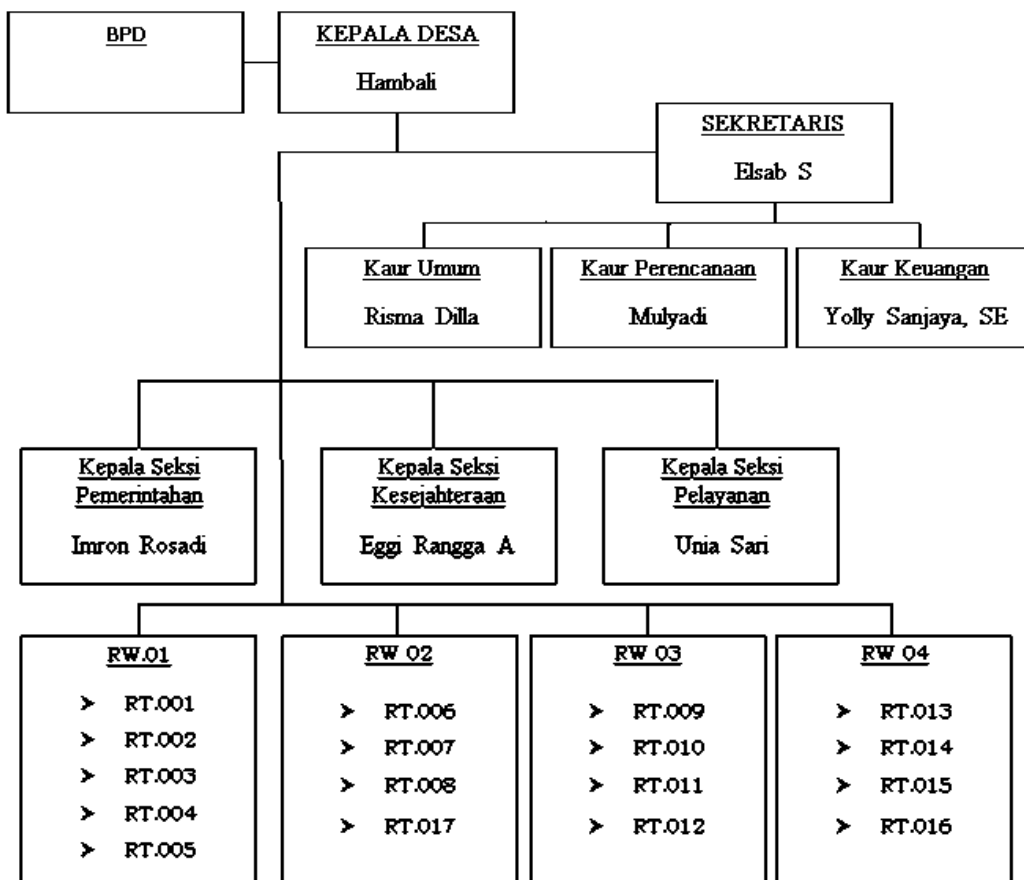 BPD
KEPALA DESA
Hambali
SEKRETARIS
Elsab S
Kaur Umum
Risma Dilla
Kaur Perencanaan
Mulyadi
Kaur Keuangan
Yolly Sanjaya, SE
Kepala Seksi
Pemerintahan
Imron Rosadi
Kepala Seksi
Kesejahteraan
Eggi Rangga A
Kepala Seksi
Pelayanan
Unia Sari
RW.01
➢ RT.001
➢ RT.002
➢ RT.003
➢ RT.004
➢ RT.005
RW 02
➢ RT.006
➢ RT.007
➢ RT.008
➢ RT.017
RW 03
➢ RT.009
➢ RT.010
➢ RT.011
➢ RT.012
RW 04
➢ RT.013
➢ RT.014
➢ RT.015
➢ RT.016